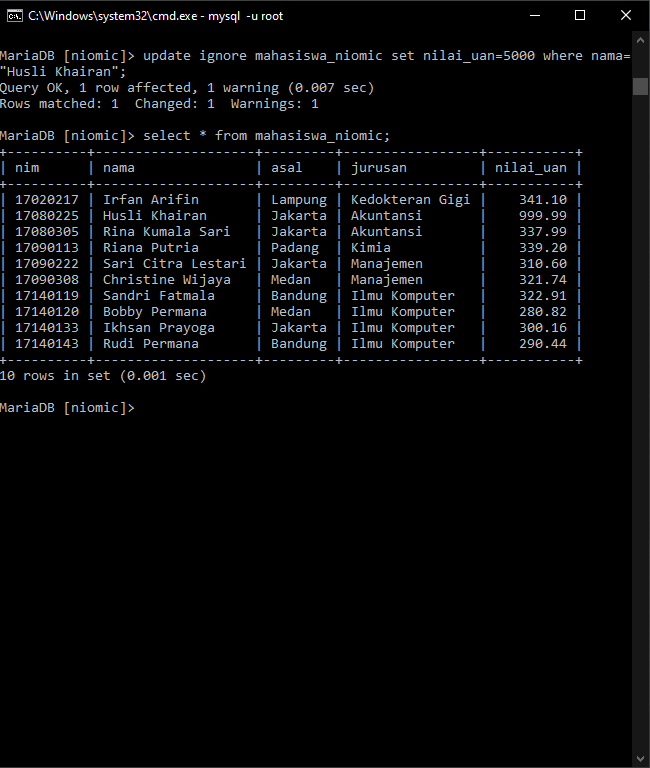 C:\Windows\system32\cmd.exe - mysql  -u root
MariaDB [niomic]> update ignore mahasiswa_niomic set nilai_uan=5000 where nama=
"Husli Khairan";
Query OK, 1 row affected, 1 warning (0.007 sec)
Rows matched: 1  Changed: 1  Warnings: 1
MariaDB [niomic]> select * from mahasiswa_niomic;
+----------+--------------------+---------+-----------------+-----------+
| nim      | nama               | asal    | jurusan         | nilai_uan |
+----------+--------------------+---------+-----------------+-----------+
| 17020217 | Irfan Arifin       | Lampung | Kedokteran Gigi |    341.10 |
| 17080225 | Husli Khairan      | Jakarta | Akuntansi       |    999.99 |
| 17080305 | Rina Kumala Sari   | Jakarta | Akuntansi       |    337.99 |
| 17090113 | Riana Putria       | Padang  | Kimia           |    339.20 |
| 17090222 | Sari Citra Lestari | Jakarta | Manajemen       |    310.60 |
| 17090308 | Christine Wijaya   | Medan   | Manajemen       |    321.74 |
| 17140119 | Sandri Fatmala     | Bandung | Ilmu Komputer   |    322.91 |
| 17140120 | Bobby Permana      | Medan   | Ilmu Komputer   |    280.82 |
| 17140133 | Ikhsan Prayoga     | Jakarta | Ilmu Komputer   |    300.16 |
| 17140143 | Rudi Permana       | Bandung | Ilmu Komputer   |    290.44 |
+----------+--------------------+---------+-----------------+-----------+
10 rows in set (0.001 sec)
MariaDB [niomic]>